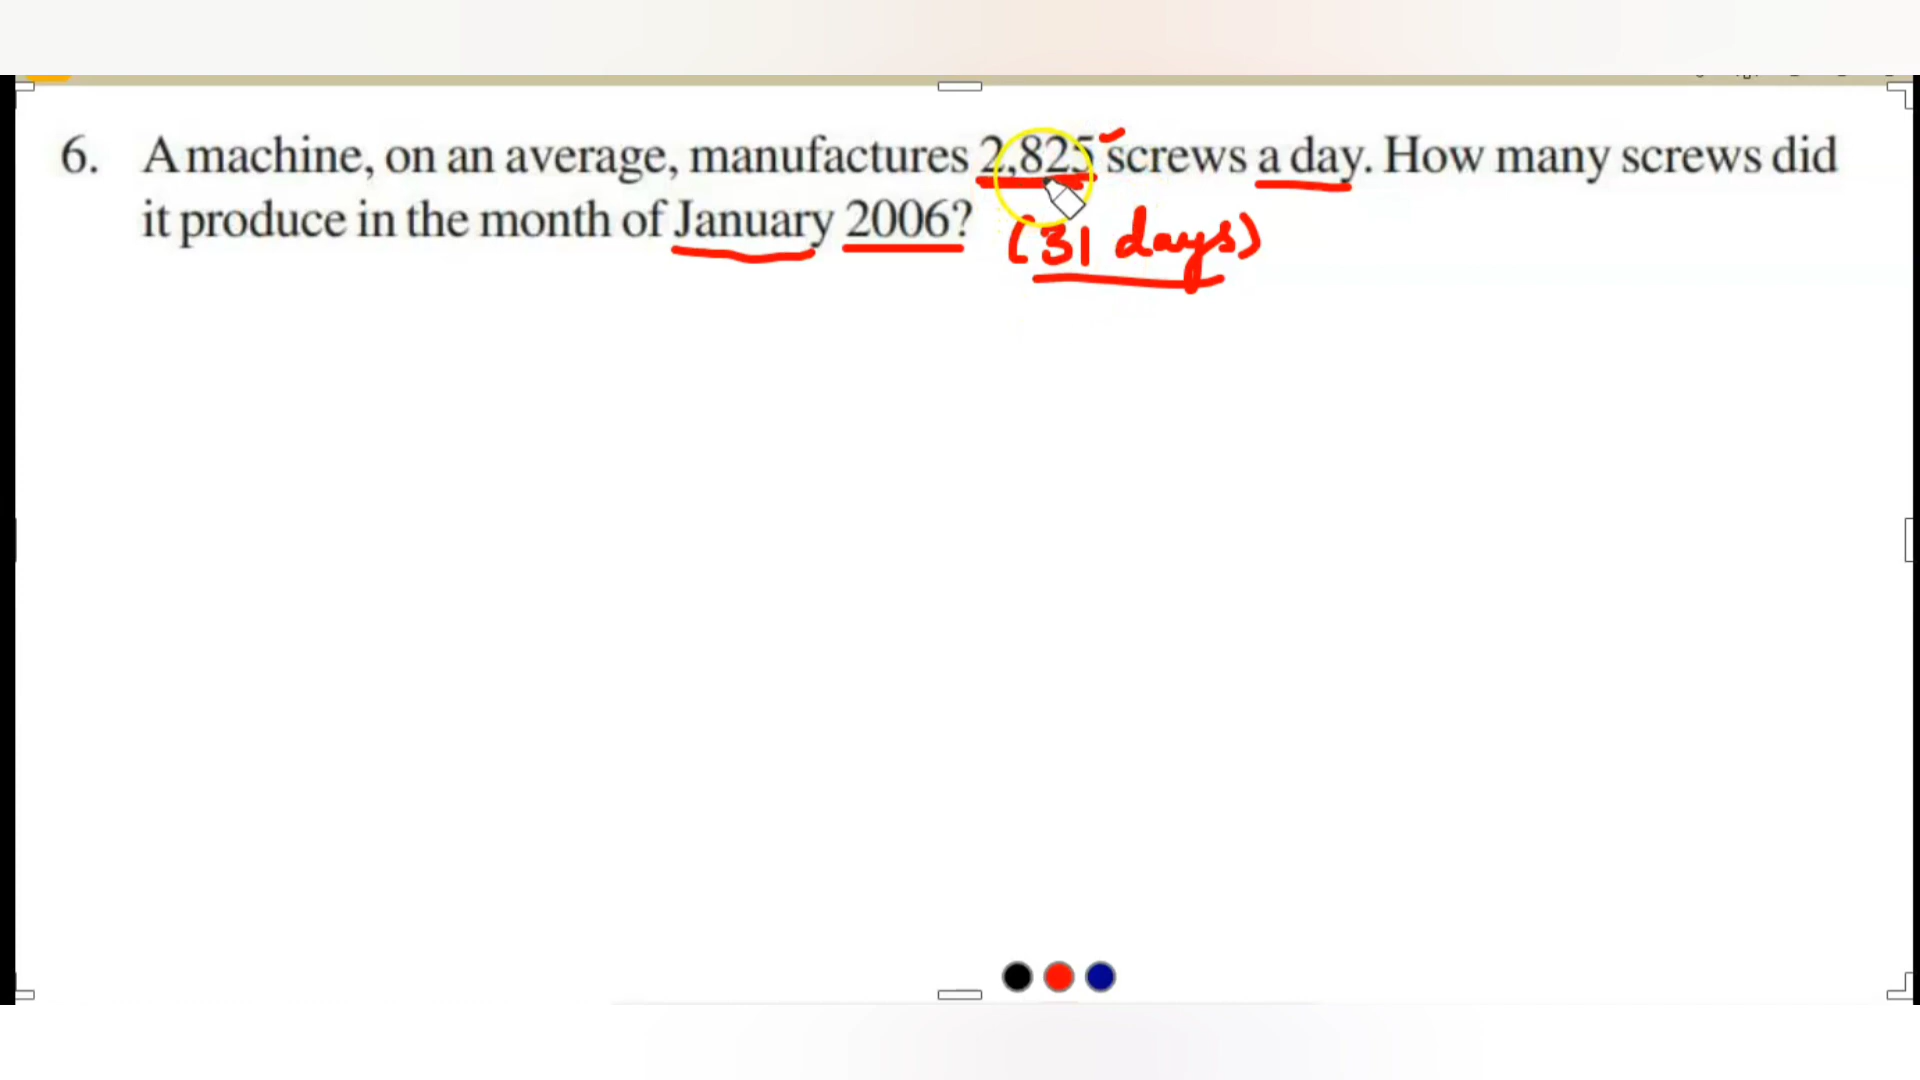 6. A machine, on an average, manufactures 2,825 screws a day. How many screws did
it produce in the month of January 2006? (31 days)